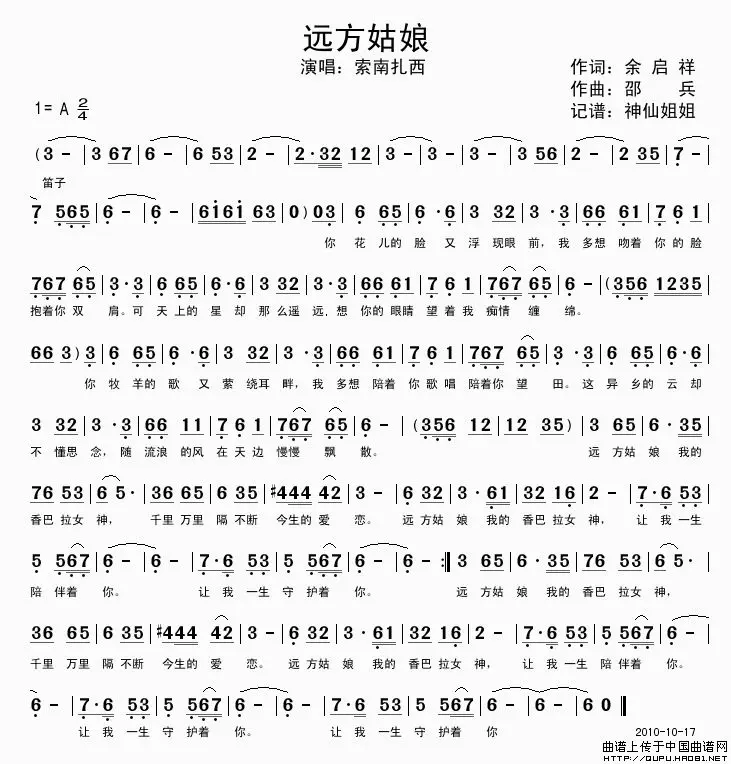 远方姑娘
演唱：索南扎西
作词：余 启 祥
作曲：邵 兵
记谱：神仙姐姐
1= A 2/4
(3 - | 3 67 | 6 - | 6 53 | 2 - | 2·32 12 | 3 - | 3 - | 3 - | 3 56 | 2 - | 2 35 | 7 -
笛子
7 565 | 6 - | 6 - | 6161 63 | 3 0) 03 | 6 65 | 6·6 | 3 32 | 3·3 | 66 61 | 7 6 1 |
你 花 儿的 脸 又 浮 现眼 前，我 多想 吻着 你 的 脸
767 65 | 3·3 | 6 65 | 6·6 | 3 32 | 3·3 | 66 61 | 7 6 1 | 767 65 | 6 - | (356 1235 |
抱着你 双 肩。可 天 上的 星 却 那 么遥 远，想 你的 眼睛 望 着 我 痴情 缠 绵。
66 3) 3 | 6 65 | 6·6 | 3 32 | 3·3 | 66 61 | 7 6 1 | 767 65 | 3·3 | 6 65 | 6·6 |
你 牧 羊的 歌 又 萦 绕耳 畔，我 多想 陪着 你 歌 唱 陪着你 望 田。这 异 乡的 云 却
3 32 | 3·3 | 66 11 | 7 6 1 | 767 65 | 6 - | (356 12 | 12 35) | 3 65 | 6·35 |
不 懂思 念，随 流浪 的风 在 天 边 慢慢 飘 散。 远 方姑 娘 我的
76 53 | 6 5· | 36 65 | 6 35 | #444 42 | 3 - | 6 32 | 3·61 | 32 16 | 2 - | 7·6 53 |
香巴 拉女 神， 千里 万里 隔 不断 今生的 爱 恋。 远 方姑 娘 我的 香巴 拉女 神， 让 我 一生
5 567 | 6 - | 6 - | 7·6 53 | 5 567 | 6 - | 6 - :| 3 65 | 6·35 | 76 53 | 6 5· |
陪 伴着 你。 让 我 一生 守 护着 你。 远 方姑 娘 我的 香巴 拉女 神，
36 65 | 6 35 | #444 42 | 3 - | 6 32 | 3·61 | 32 16 | 2 - | 7·6 53 | 5 567 | 6 -
千里 万里 隔 不断 今生的 爱 恋。 远 方姑 娘 我的 香巴 拉女 神， 让 我 一生 陪 伴着 你。
6 - | 7·6 53 | 5 567 | 6 - | 6 - | 7·6 53 | 5 567 | 6 - | 6 - | 6 0 ‖
让 我 一生 守 护着 你。 让 我 一生 守 护着 你
2010-10-17
曲谱上传于中国曲谱网
HTTP://QUPU.HAO81.NET